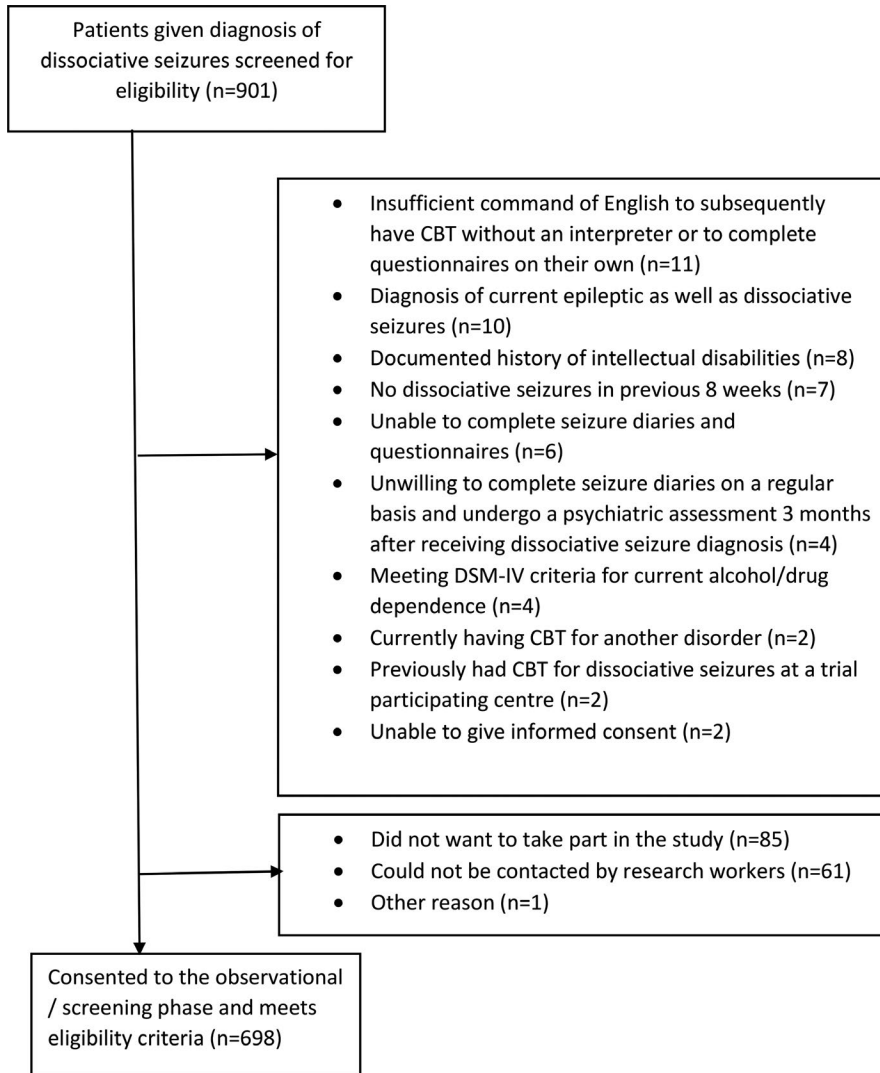 Patients given diagnosis of
dissociative seizures screened for
eligibility (n=901)
• Insufficient command of English to subsequently
have CBT without an interpreter or to complete
questionnaires on their own (n=11)
• Diagnosis of current epileptic as well as dissociative
seizures (n=10)
• Documented history of intellectual disabilities (n=8)
• No dissociative seizures in previous 8 weeks (n=7)
• Unable to complete seizure diaries and
questionnaires (n=6)
• Unwilling to complete seizure diaries on a regular
basis and undergo a psychiatric assessment 3 months
after receiving dissociative seizure diagnosis (n=4)
• Meeting DSM-IV criteria for current alcohol/drug
dependence (n=4)
• Currently having CBT for another disorder (n=2)
• Previously had CBT for dissociative seizures at a trial
participating centre (n=2)
• Unable to give informed consent (n=2)
• Did not want to take part in the study (n=85)
• Could not be contacted by research workers (n=61)
• Other reason (n=1)
Consented to the observational
/ screening phase and meets
eligibility criteria (n=698)